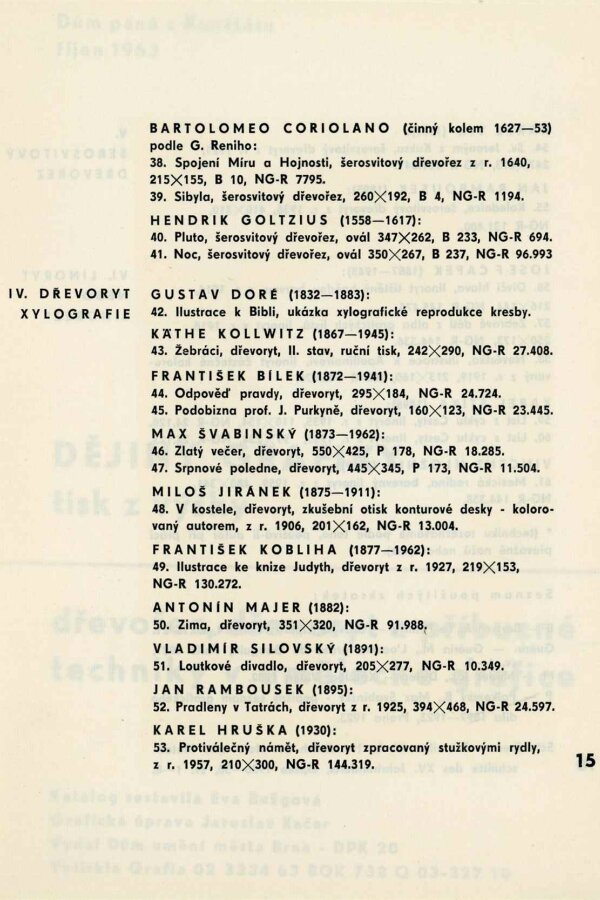 BARTOLOMEO CORIOLANO (činný kolem 1627—53)
podle G. Reniho:
38. Spojení Míru a Hojnosti, šerosvitový dřevořez z r. 1640,
215×155, B 10, NG-R 7795.
39. Sibyla, šerosvitový dřevořez, 260×192, B 4, NG-R 1194.
HENDRIK GOLTZIUS (1558—1617):
40. Pluto, šerosvitový dřevořez, ovál 347×262, B 233, NG-R 694.
41. Noc, šerosvitový dřevořez, ovál 350×267, B 237, NG-R 96.993
IV. DŘEVORYT
XYLOGRAFIE
GUSTAV DORÉ (1832—1883):
42. Ilustrace k Bibli, ukázka xylografické reprodukce kresby.
KÄTHE KOLLWITZ (1867—1945):
43. Žebráci, dřevoryt, II. stav, ruční tisk, 242×290, NG-R 27.408.
FRANTIŠEK BÍLEK (1872—1941):
44. Odpověď pravdy, dřevoryt, 295×184, NG-R 24.724.
45. Podobizna prof. J. Purkyně, dřevoryt, 160×123, NG-R 23.445.
MAX ŠVABINSKÝ (1873—1962):
46. Zlatý večer, dřevoryt, 550×425, P 178, NG-R 18.285.
47. Srpnové poledne, dřevoryt, 445×345, P 173, NG-R 11.504.
MILOŠ JIRÁNEK (1875—1911):
48. V kostele, dřevoryt, zkušební otisk konturové desky - koloro-
vaný autorem, z r. 1906, 201×162, NG-R 13.004.
FRANTIŠEK KOBLIHA (1877—1962):
49. Ilustrace ke knize Judyth, dřevoryt z r. 1927, 219×153,
NG-R 130.272.
ANTONÍN MAJER (1882):
50. Zima, dřevoryt, 351×320, NG-R 91.988.
VLADIMÍR SILOVSKÝ (1891):
51. Loutkové divadlo, dřevoryt, 205×277, NG-R 10.349.
JAN RAMBOUSEK (1895):
52. Pradleny v Tatrách, dřevoryt z r. 1925, 394×468, NG-R 24.597.
KAREL HRUŠKA (1930):
53. Protiválečný námět, dřevoryt zpracovaný stužkovými rydly,
z r. 1957, 210×300, NG-R 144.319.
15